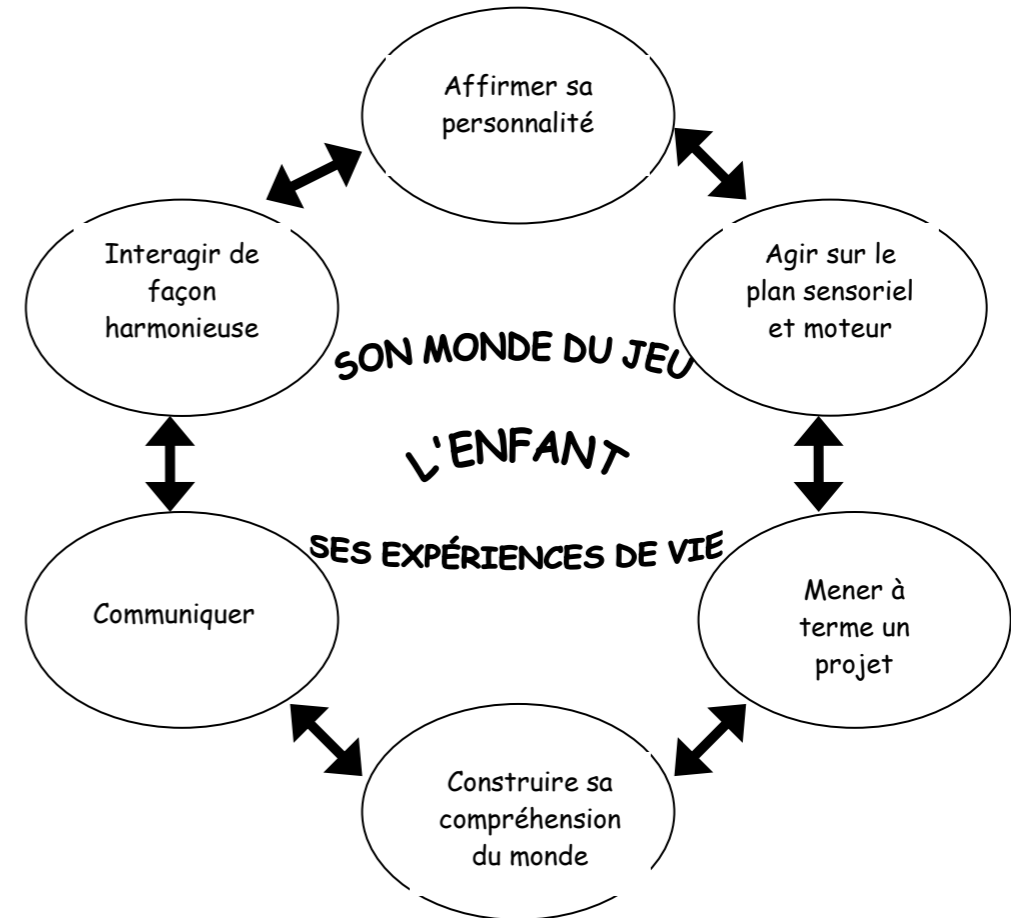 Affirmer sa
personnalité
Interagir de
façon
harmonieuse
Agir sur le
plan sensoriel
et moteur
SON MONDE DU JEU
L'ENFANT
SES EXPÉRIENCES DE VIE
Communiquer
Mener à
terme un
projet
Construire sa
compréhension
du monde